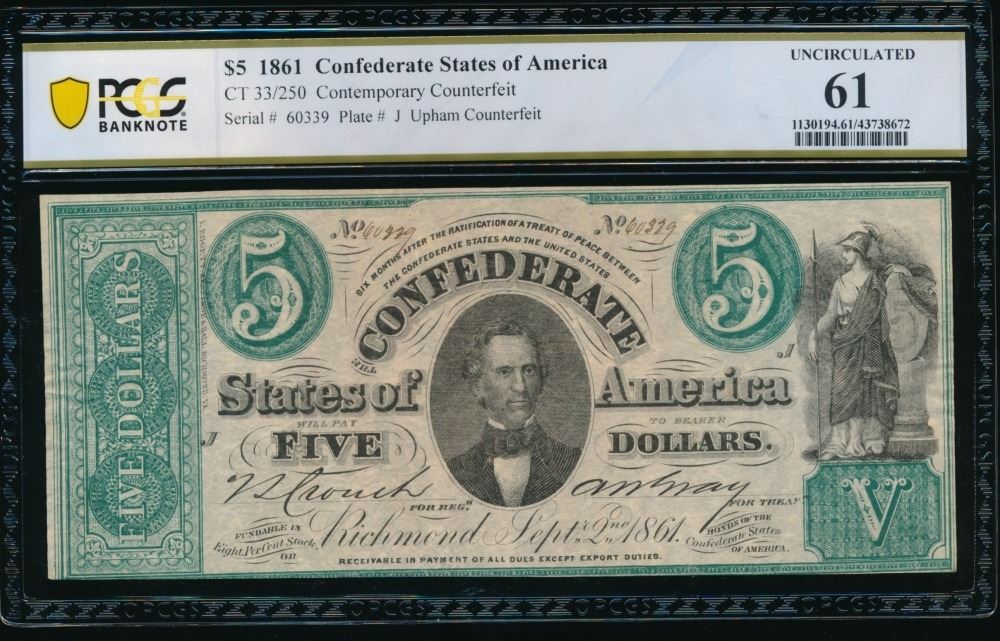 PCGS
BANKNOTE
$5 1861 Confederate States of America
CT 33/250 Contemporary Counterfeit
Serial # 60339 Plate # J Upham Counterfeit
UNCIRCULATED
61
1130194.61/43738672
FIVE DOLLARS
5
No 60339
No 60339
5
SIX MONTHS AFTER THE RATIFICATION OF A TREATY OF PEACE BETWEEN
THE CONFEDERATE STATES AND THE UNITED STATES
WILL
CONFEDERATE
J
States of America
WILL PAY
TO BEARER
J
FIVE DOLLARS.
FOR REGR.
FOR TREAS.
FUNDABLE IN
Eight Per Cent Stock
OR
Richmond Septr. 2nd 1861.
BONDS OF THE
Confederate States
OF AMERICA.
RECEIVABLE IN PAYMENT OF ALL DUES EXCEPT EXPORT DUTIES.
V